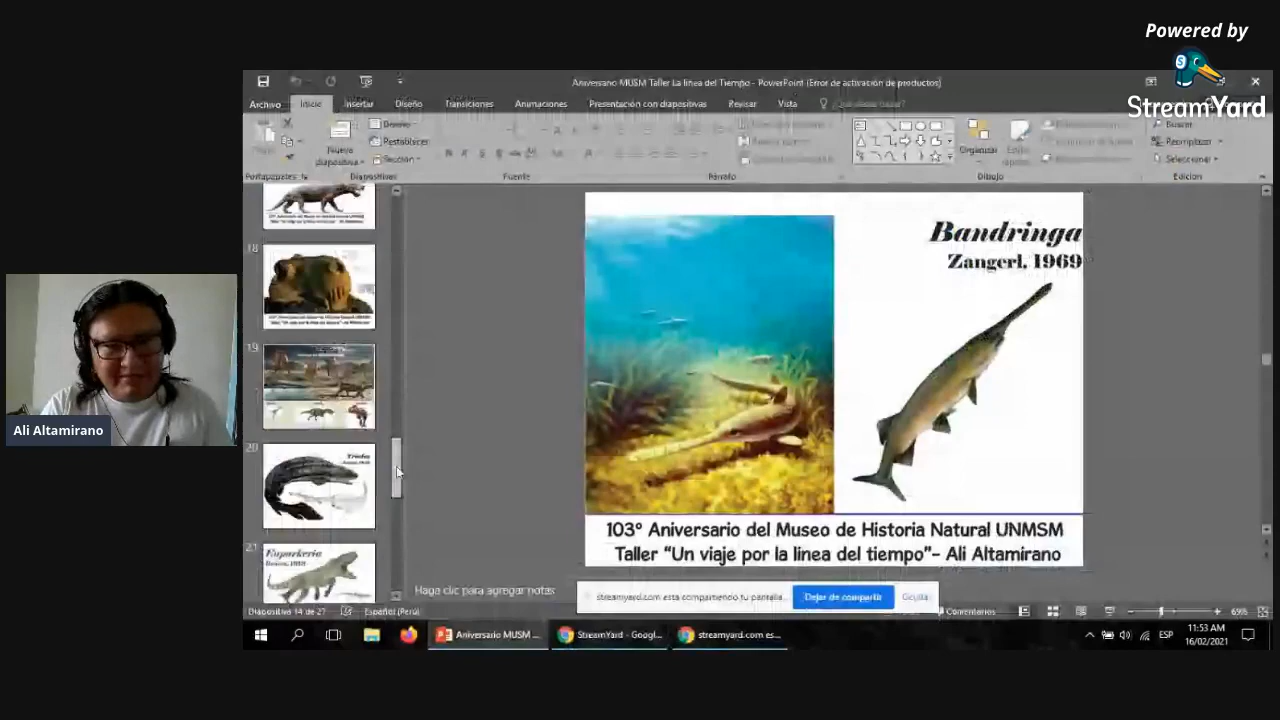 Powered by
StreamYard
Aniversario MUSM Taller La linea del Tiempo - PowerPoint (Error de activación de productos)
Archivo Inicio Insertar Diseño Transiciones Animaciones Presentación con diapositivas Revisar Vista
Buscar
Nueva diapositiva
Restablecer
Sección
Organizar
Reemplazar
Seleccionar
Portapapeles Diapositivas Fuente Párrafo Dibujo Edición
18
19
20
21
Euparkeria
Bandringa
Zangerl, 1969
103° Aniversario del Museo de Historia Natural UNMSM
Taller “Un viaje por la linea del tiempo”- Ali Altamirano
Ali Altamirano
Haga clic para agregar notas
streamyard.com está compartiendo tu pantalla.
Dejar de compartir
Diapositiva 14 de 27 Español (Perú) Comentarios 69%
Aniversario MUSM ... StreamYard - Googl... streamyard.com es...
ESP
11:53 AM
16/02/2021